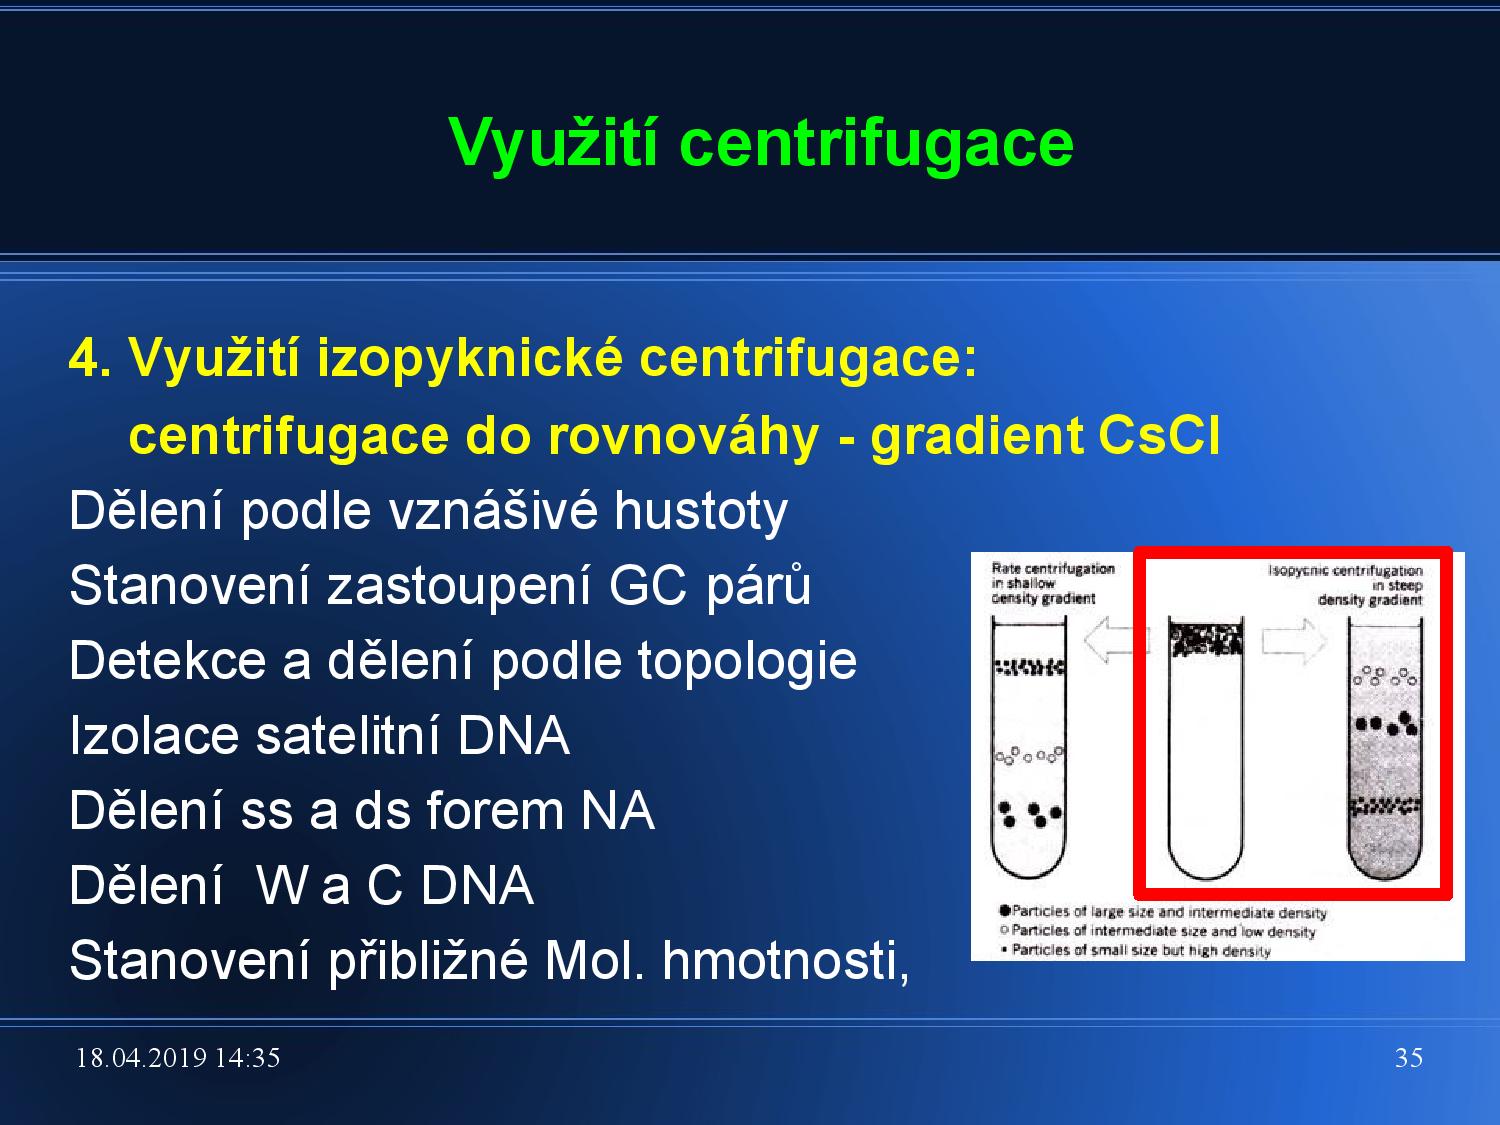 Využití centrifugace
4. Využití izopyknické centrifugace:
centrifugace do rovnováhy - gradient CsCl
Dělení podle vznášivé hustoty
Stanovení zastoupení GC párů
Detekce a dělení podle topologie
Izolace satelitní DNA
Dělení ss a ds forem NA
Dělení  W a C DNA
Stanovení přibližné Mol. hmotnosti,
Rate centrifugation
in shallow
density gradient
Isopycnic centrifugation
in steep
density gradient
Particles of large size and intermediate density
Particles of intermediate size and low density
Particles of small size but high density
18.04.2019 14:35
35